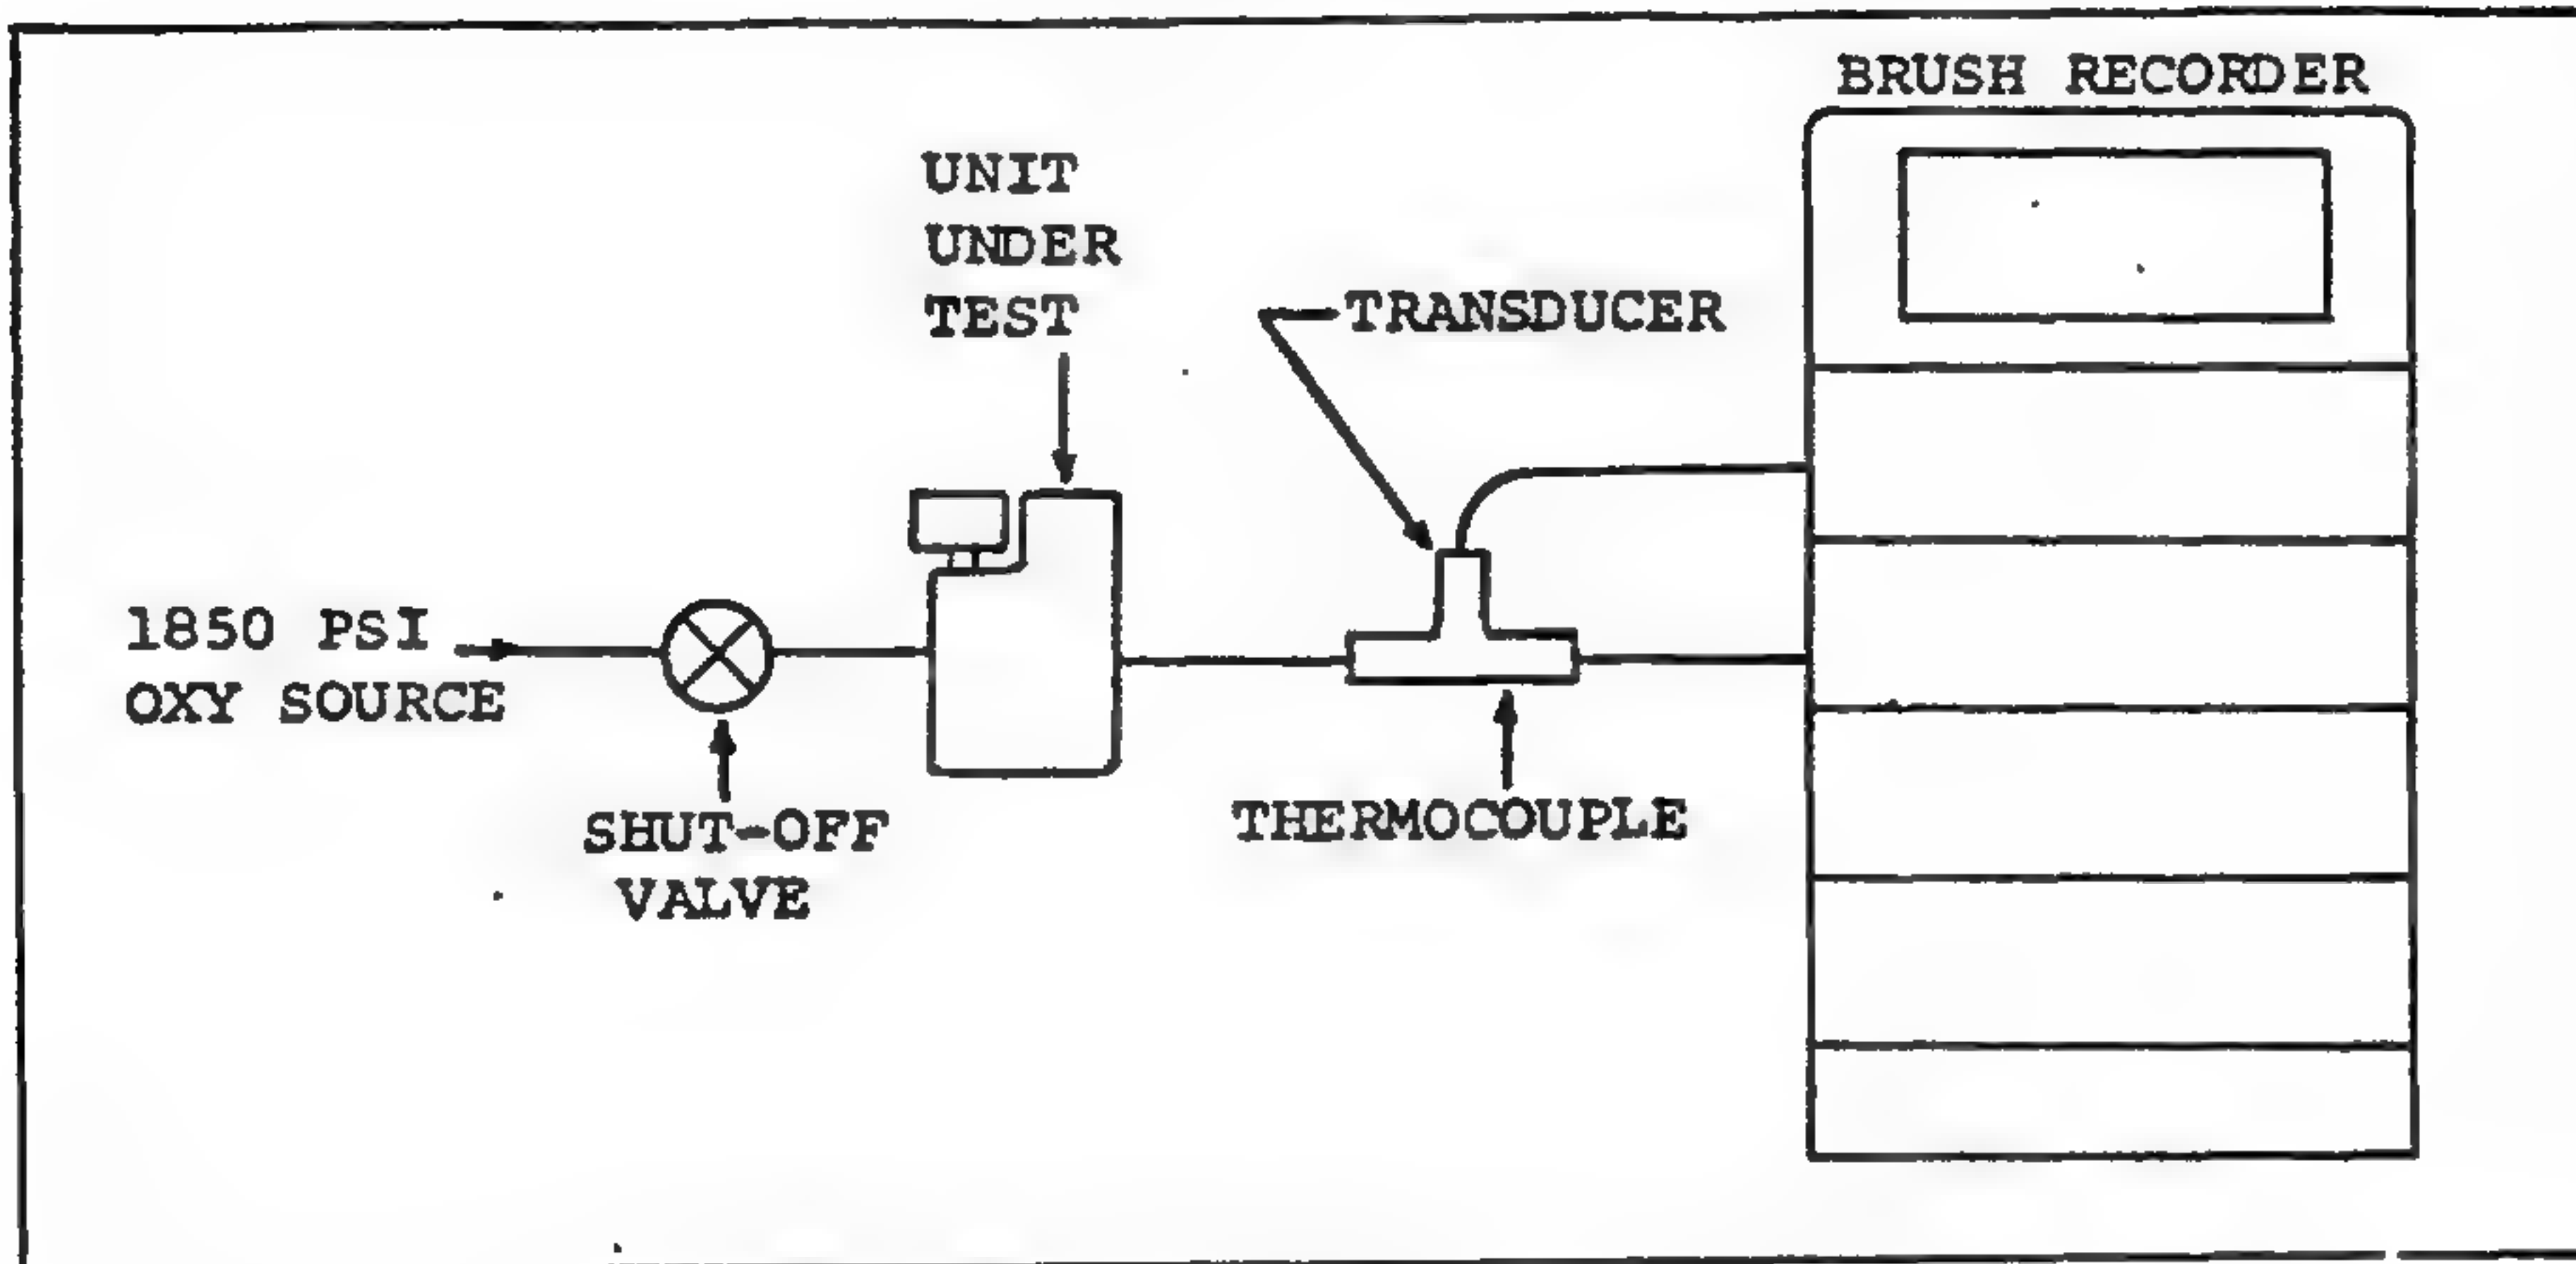 BRUSH RECORDER
UNIT
UNDER
TEST
TRANSDUCER
1850 PSI
OXY SOURCE
SHUT-OFF
VALVE
THERMOCOUPLE